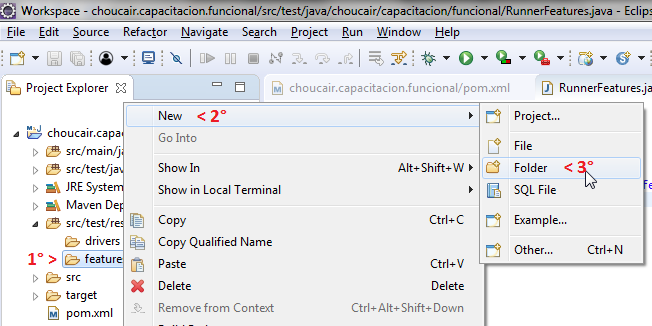 Workspace - choucair.capacitacion.funcional/src/test/java/choucair/capacitacion/funcional/RunnerFeatures.java - Eclips
File Edit Source Refactor Navigate Search Project Run Window Help
Project Explorer
choucair.capacitacion.funcional/pom.xml
RunnerFeatures.j
choucair.capa
src/main/j
src/test/jav
JRE System
Maven Dep
src/test/res
drivers
1° >
features
src
target
pom.xml
New < 2°
Go Into
Show In Alt+Shift+W
Show in Local Terminal
Copy Ctrl+C
Copy Qualified Name
Paste Ctrl+V
Delete Delete
Remove from Context Ctrl+Alt+Shift+Down
Project...
File
Folder < 3°
SQL File
Example...
Other... Ctrl+N